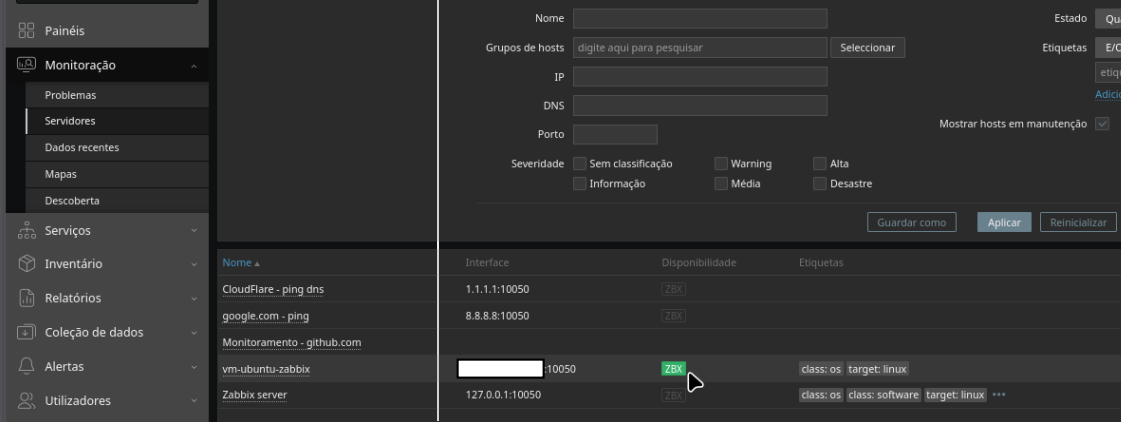 Painéis
Monitoração
Problemas
Servidores
Dados recentes
Mapas
Descoberta
Serviços
Inventário
Relatórios
Coleção de dados
Alertas
Utilizadores
Nome
Grupos de hosts digite aqui para pesquisar Seleccionar
IP
DNS
Porto
Severidade Sem classificação Warning Alta
Informação Média Desastre
Estado Qua
Etiquetas E/O
etiqu
Adicio
Mostrar hosts em manutenção
Guardar como Aplicar Reinicializar
Nome Interface Disponibilidade Etiquetas
CloudFlare - ping dns 1.1.1.1:10050 ZBX
google.com - ping 8.8.8.8:10050 ZBX
Monitoramento - github.com
vm-ubuntu-zabbix :10050 ZBX class: os target: linux
Zabbix server 127.0.0.1:10050 ZBX class: os class: software target: linux •••